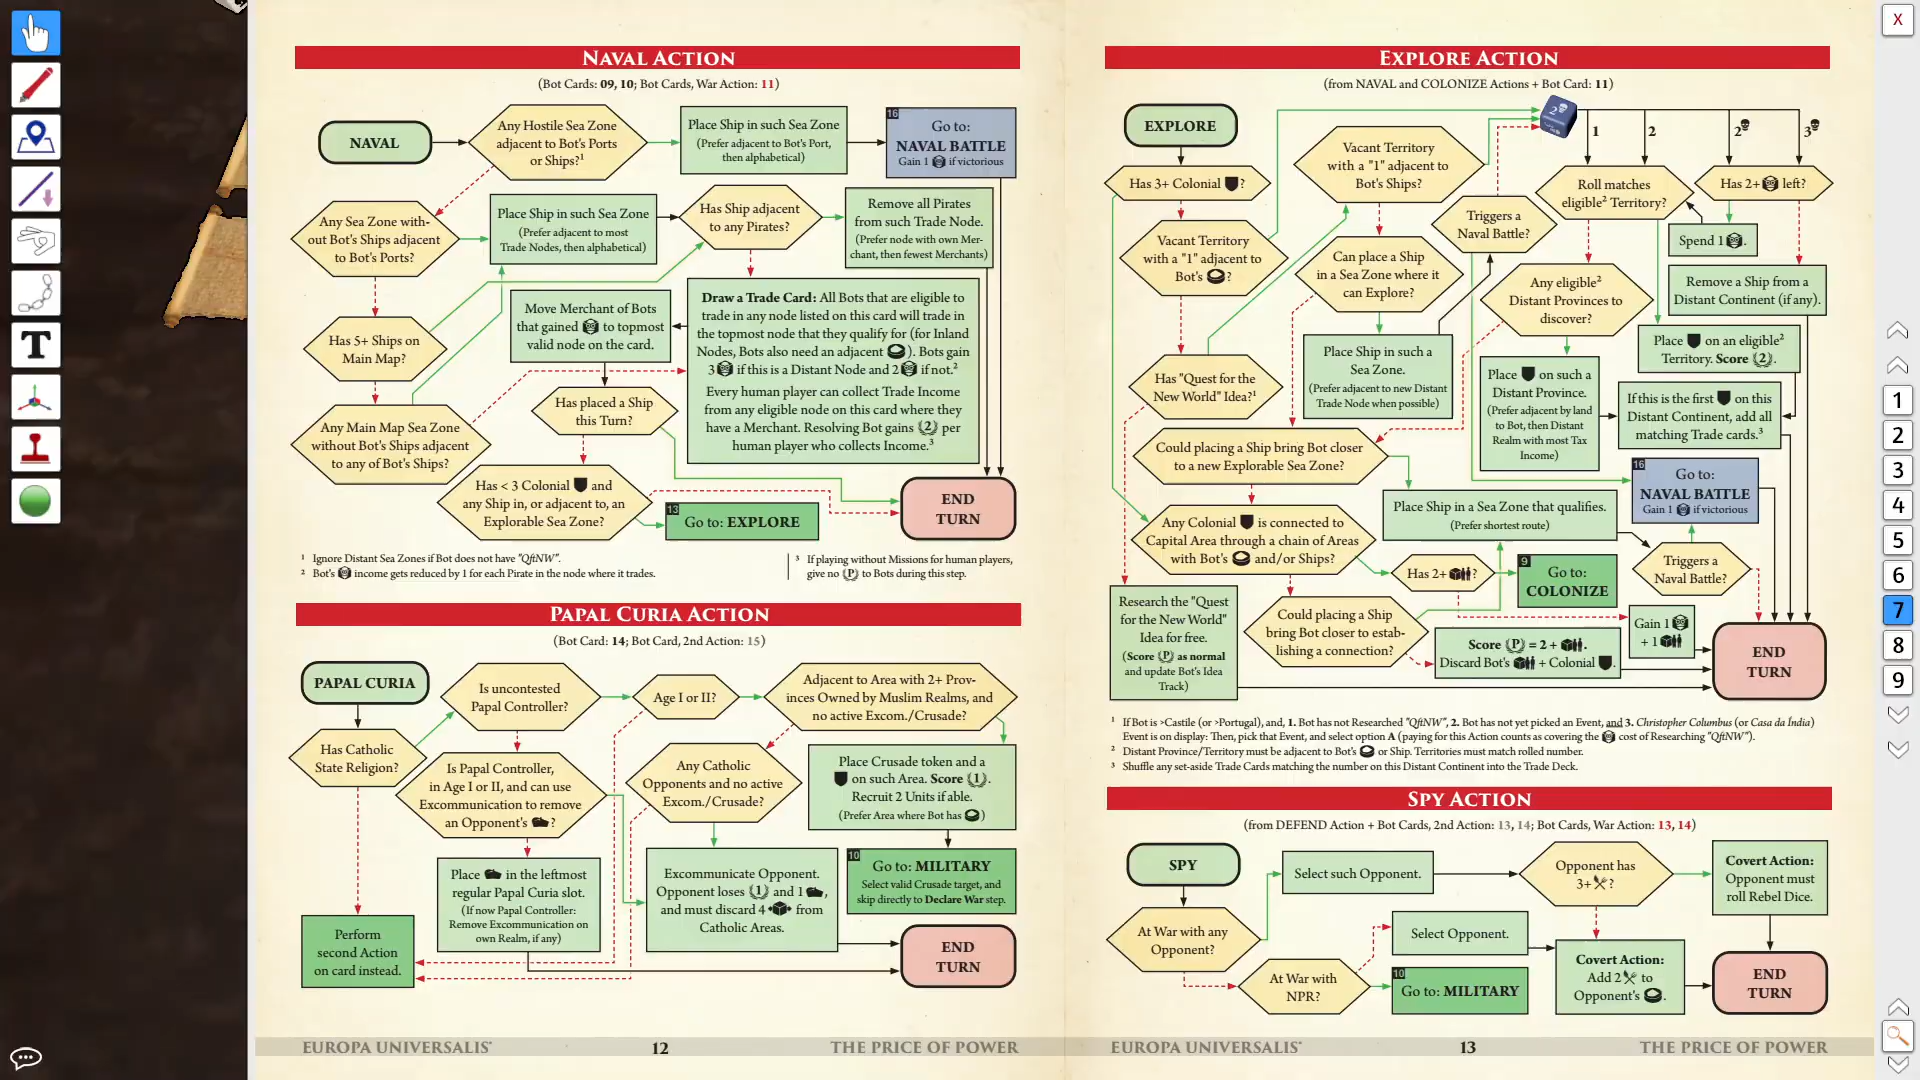 NAVAL ACTION
(Bot Cards: 09, 10; Bot Cards, War Action: 11)
NAVAL
Any Hostile Sea Zone
adjacent to Bot's Ports
or Ships?¹
Place Ship in such Sea Zone
(Prefer adjacent to Bot's Port,
then alphabetical)
16
Go to:
NAVAL BATTLE
Gain 1 if victorious
Any Sea Zone with-
out Bot's Ships adjacent
to Bot's Ports?
Place Ship in such Sea Zone
(Prefer adjacent to most
Trade Nodes, then alphabetical)
Has Ship adjacent
to any Pirates?
Remove all Pirates
from such Trade Node.
(Prefer node with own Mer-
chant, then fewest Merchants)
Has 5+ Ships on
Main Map?
Move Merchant of Bots
that gained to topmost
valid node on the card.
Draw a Trade Card: All Bots that are eligible to
trade in any node listed on this card will trade in
the topmost node that they qualify for (for Inland
Nodes, Bots also need an adjacent ). Bots gain
3 if this is a Distant Node and 2 if not.²
Every human player can collect Trade Income
from any eligible node on this card where they
have a Merchant. Resolving Bot gains (2) per
human player who collects Income.³
Has placed a Ship
this Turn?
Any Main Map Sea Zone
without Bot's Ships adjacent
to any of Bot's Ships?
Has < 3 Colonial and
any Ship in, or adjacent to, an
Explorable Sea Zone?
13
Go to: EXPLORE
END
TURN
¹ Ignore Distant Sea Zones if Bot does not have "QftNW".
² Bot's income gets reduced by 1 for each Pirate in the node where it trades.
³ If playing without Missions for human players,
give no (P) to Bots during this step.
PAPAL CURIA ACTION
(Bot Card: 14; Bot Card, 2nd Action: 15)
PAPAL CURIA
Is uncontested
Papal Controller?
Age I or II?
Adjacent to Area with 2+ Prov-
inces Owned by Muslim Realms, and
no active Excom./Crusade?
Has Catholic
State Religion?
Is Papal Controller,
in Age I or II, and can use
Excommunication to remove
an Opponent's ?
Any Catholic
Opponents and no active
Excom./Crusade?
Place Crusade token and a
on such Area. Score (1).
Recruit 2 Units if able.
(Prefer Area where Bot has )
Place in the leftmost
regular Papal Curia slot.
(If now Papal Controller:
Remove Excommunication on
own Realm, if any)
Excommunicate Opponent.
Opponent loses (1) and 1 ,
and must discard 4 from
Catholic Areas.
10
Go to: MILITARY
Select valid Crusade target, and
skip directly to Declare War step.
Perform
second Action
on card instead.
END
TURN
EUROPA UNIVERSALIS
12
THE PRICE OF POWER
EXPLORE ACTION
(from NAVAL and COLONIZE Actions + Bot Card: 11)
EXPLORE
2
1
2
2
3
Has 3+ Colonial ?
Vacant Territory
with a "1" adjacent to
Bot's Ships?
Roll matches
eligible² Territory?
Has 2+ left?
Triggers a
Naval Battle?
Spend 1 .
Vacant Territory
with a "1" adjacent to
Bot's ?
Can place a Ship
in a Sea Zone where it
can Explore?
Any eligible²
Distant Provinces to
discover?
Remove a Ship from a
Distant Continent (if any).
Place on an eligible²
Territory. Score (2).
Has "Quest for the
New World" Idea?¹
Place Ship in such a
Sea Zone.
(Prefer adjacent to new Distant
Trade Node when possible)
Place on such a
Distant Province.
(Prefer adjacent by land
to Bot, then Distant
Realm with most Tax
Income)
If this is the first on this
Distant Continent, add all
matching Trade cards.³
Could placing a Ship bring Bot closer
to a new Explorable Sea Zone?
16
Go to:
NAVAL BATTLE
Gain 1 if victorious
Place Ship in a Sea Zone that qualifies.
(Prefer shortest route)
Any Colonial is connected to
Capital Area through a chain of Areas
with Bot's and/or Ships?
Has 2+ ?
9
Go to:
COLONIZE
Triggers a
Naval Battle?
Research the "Quest
for the New World"
Idea for free.
(Score (P) as normal
and update Bot's Idea
Track)
Could placing a Ship
bring Bot closer to estab-
lishing a connection?
Score (P) = 2 + .
Discard Bot's + Colonial .
Gain 1
+ 1
END
TURN
¹ If Bot is >Castile (or >Portugal), and, 1. Bot has not Researched "QftNW", 2. Bot has not yet picked an Event, and 3. Christopher Columbus (or Casa da Índia)
Event is on display: Then, pick that Event, and select option A (paying for this Action counts as covering the cost of Researching "QftNW").
² Distant Province/Territory must be adjacent to Bot's or Ship. Territories must match rolled number.
³ Shuffle any set-aside Trade Cards matching the number on this Distant Continent into the Trade Deck.
SPY ACTION
(from DEFEND Action + Bot Cards, 2nd Action: 13, 14; Bot Cards, War Action: 13, 14)
SPY
Select such Opponent.
Opponent has
3+ ?
Covert Action:
Opponent must
roll Rebel Dice.
At War with any
Opponent?
Select Opponent.
At War with
NPR?
10
Go to: MILITARY
Covert Action:
Add 2 to
Opponent's .
END
TURN
EUROPA UNIVERSALIS
13
THE PRICE OF POWER
T
X
1
2
3
4
5
6
7
8
9